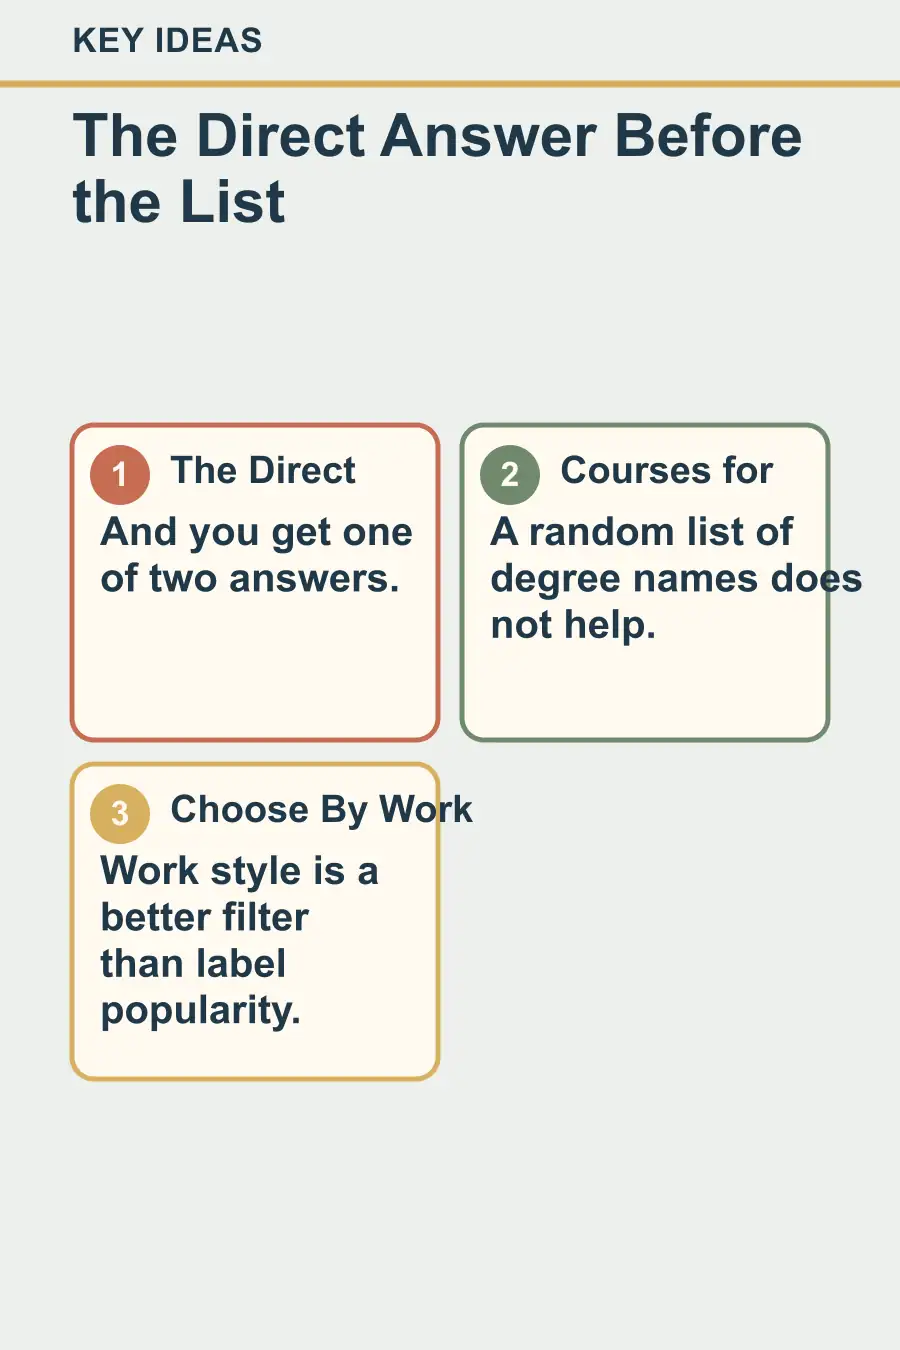 KEY IDEAS
The Direct Answer Before
the List
1 The Direct
And you get one
of two answers.
2 Courses for
A random list of
degree names does
not help.
3 Choose By Work
Work style is a
better filter
than label
popularity.